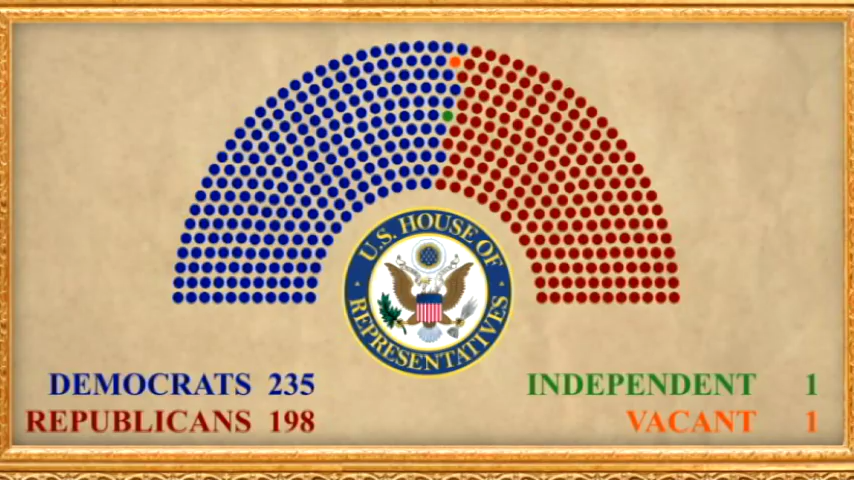 U.S. HOUSE OF
REPRESENTATIVES
DEMOCRATS 235
REPUBLICANS 198
INDEPENDENT 1
VACANT 1